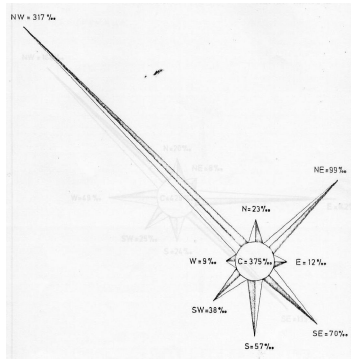 NW = 317‰
NE=99‰
N=23‰
W=9‰
C=375‰
E=12‰
SW=38‰
SE=70‰
S=57‰